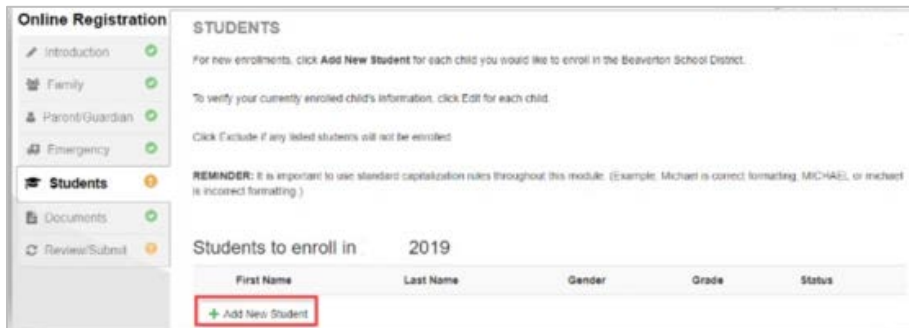 Online Registration
Introduction
Family
Parent/Guardian
Emergency
Students
Documents
Review/Submit
STUDENTS
For new enrollments, click Add New Student for each child you would like to enroll in the Beaverton School District.
To verify your currently enrolled child's information, click Edit for each child.
Click Exclude if any listed students will not be enrolled.
REMINDER: It is important to use standard capitalization rules throughout this module. (Example, Michael is correct formatting, MICHAEL or michael
is incorrect formatting.)
Students to enroll in 2019
First Name Last Name Gender Grade Status
+ Add New Student